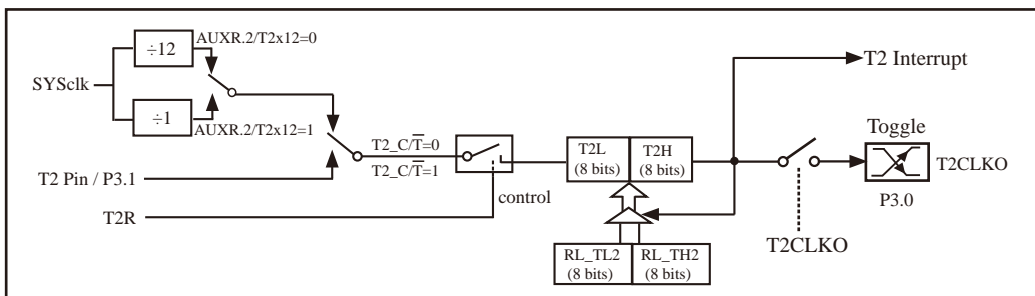 ÷12
AUXR.2/T2x12=0
SYSclk
÷1
AUXR.2/T2x12=1
T2 Pin / P3.1
T2R
T2_C/T̅=0
T2_C/T̅=1
control
T2L
(8 bits)
T2H
(8 bits)
RL_TL2
(8 bits)
RL_TH2
(8 bits)
T2 Interrupt
Toggle
T2CLKO
P3.0
T2CLKO